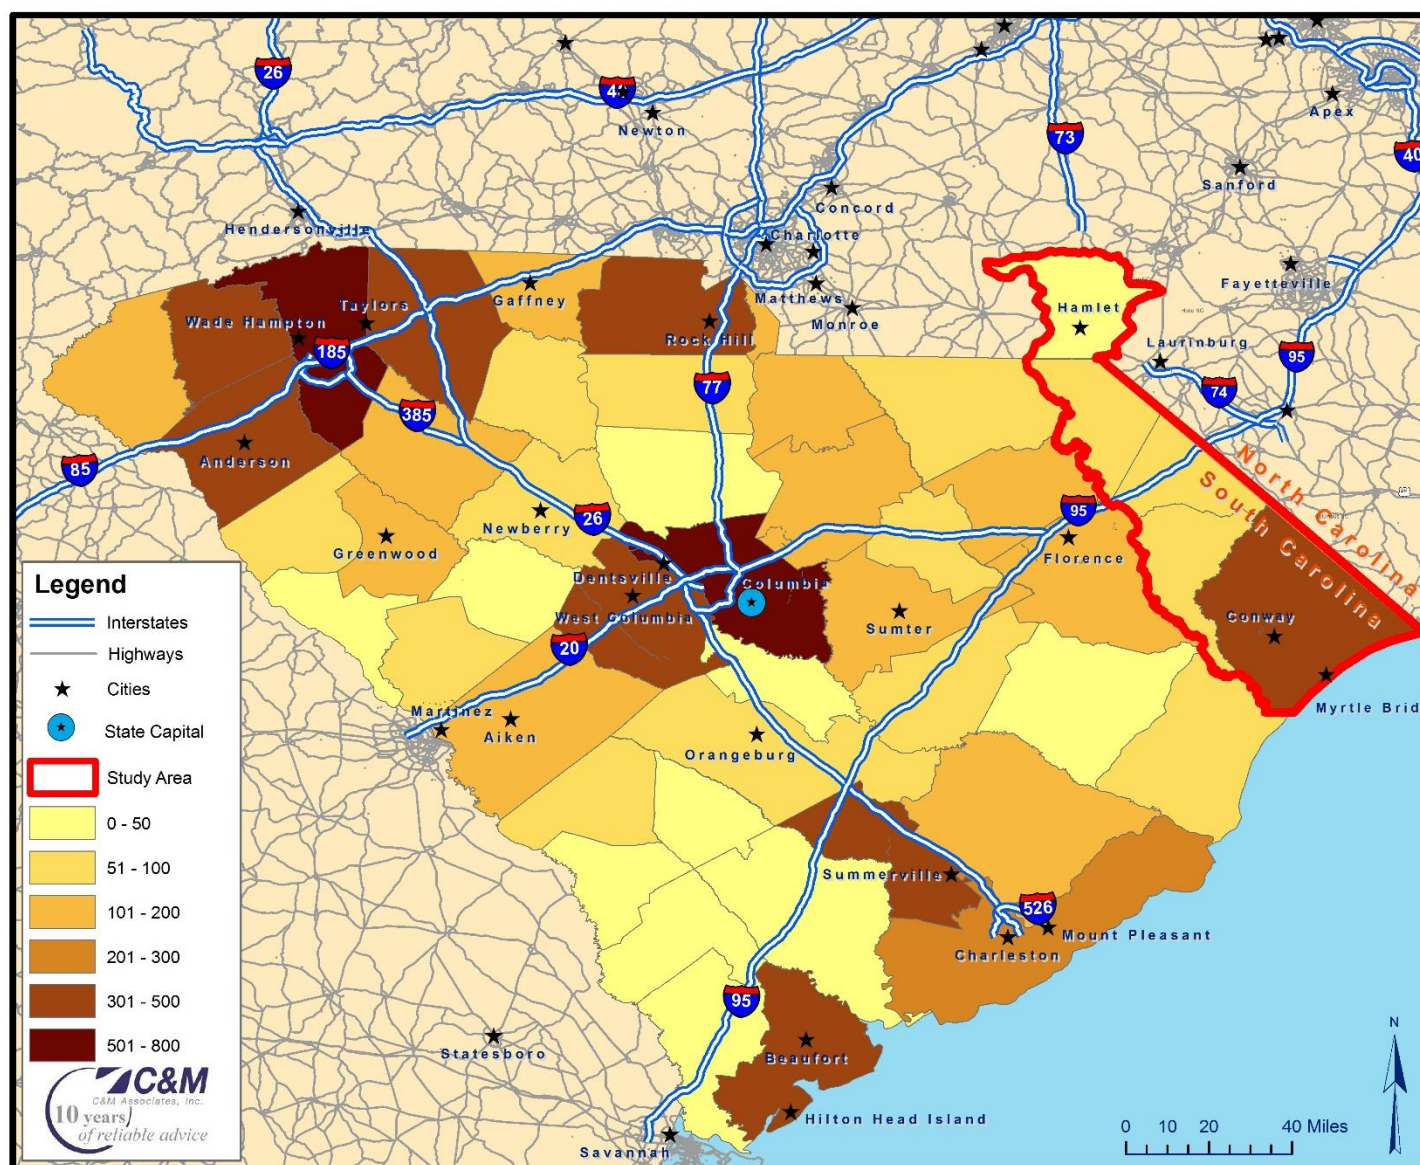 26
40
Newton
73
Apex
40
Sanford
Concord
Hendersonville
Charlotte
Fayetteville
Gaffney
Matthews
Monroe
Hamlet
Taylors
Wade Hampton
Rock Hill
Laurinburg
185
95
77
74
385
Anderson
85
North Carolina
South Carolina
Newberry
26
95
Greenwood
Florence
Dentsville
Columbia
West Columbia
Sumter
Conway
20
Martinez
Aiken
Orangeburg
Myrtle Brid
Summerville
526
Mount Pleasant
Charleston
95
Statesboro
Beaufort
Hilton Head Island
Savannah
Legend
Interstates
Highways
Cities
State Capital
Study Area
0 - 50
51 - 100
101 - 200
201 - 300
301 - 500
501 - 800
C&M
C&M Associates, Inc.
10 years
of reliable advice
N
0 10 20 40 Miles